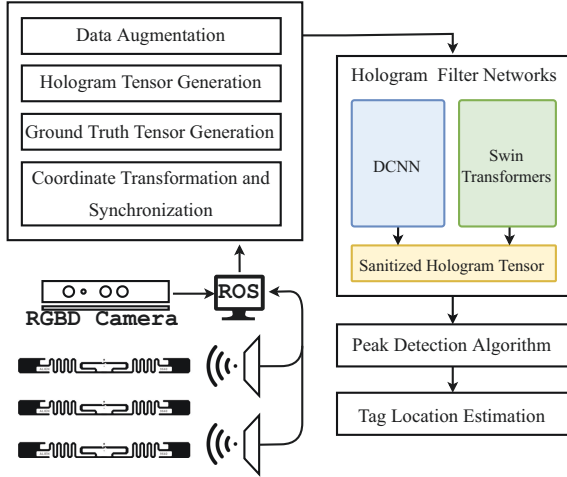 Data Augmentation
Hologram Tensor Generation
Ground Truth Tensor Generation
Coordinate Transformation and
Synchronization
ROS
RGBD Camera
Hologram Filter Networks
DCNN
Swin
Transformers
Sanitized Hologram Tensor
Peak Detection Algorithm
Tag Location Estimation